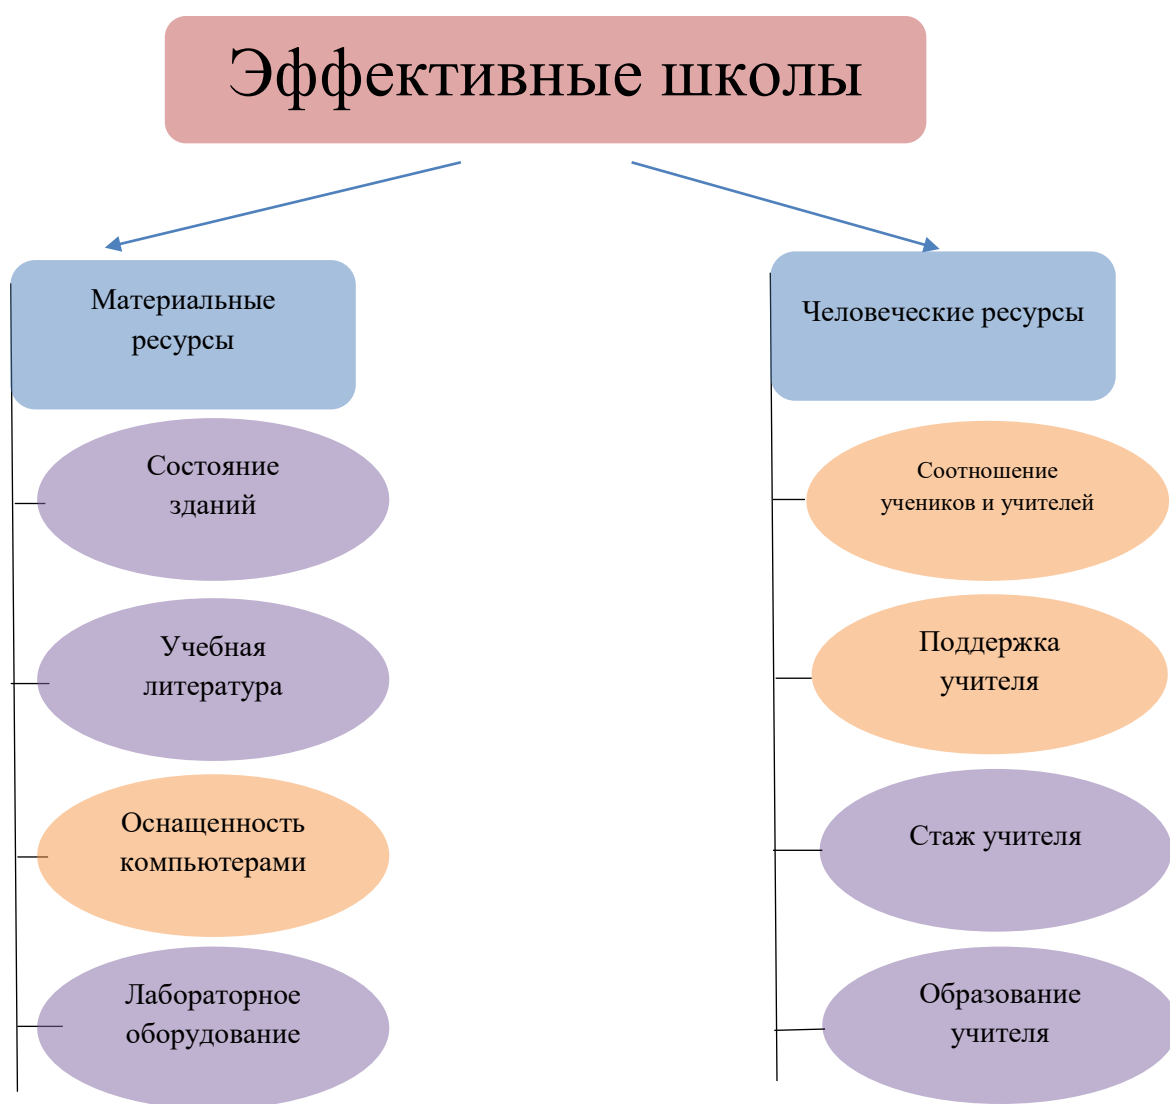 Эффективные школы
Материальные
ресурсы
Состояние
зданий
Учебная
литература
Оснащенность
компьютерами
Лабораторное
оборудование
Человеческие ресурсы
Соотношение
учеников и учителей
Поддержка
учителя
Стаж учителя
Образование
учителя